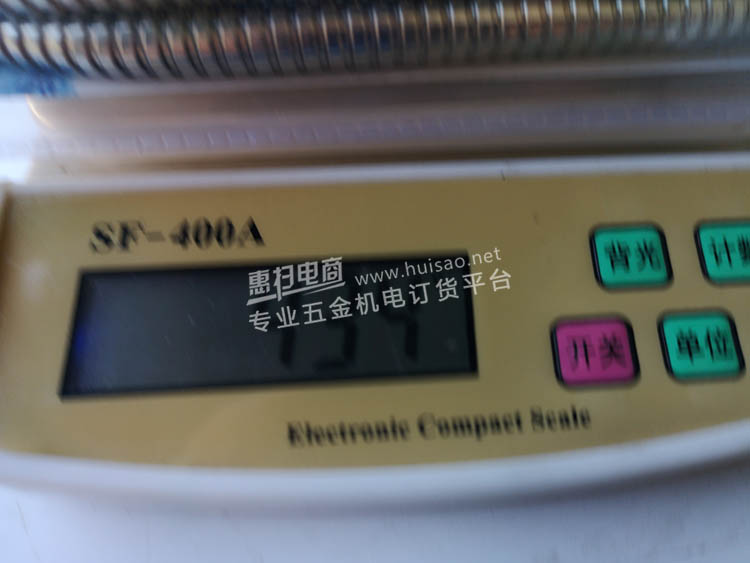 SF-400A
惠扫电商 www.huisao.net
专业五金机电订货平台
背光
开关 单位
Electronic Compact Scale